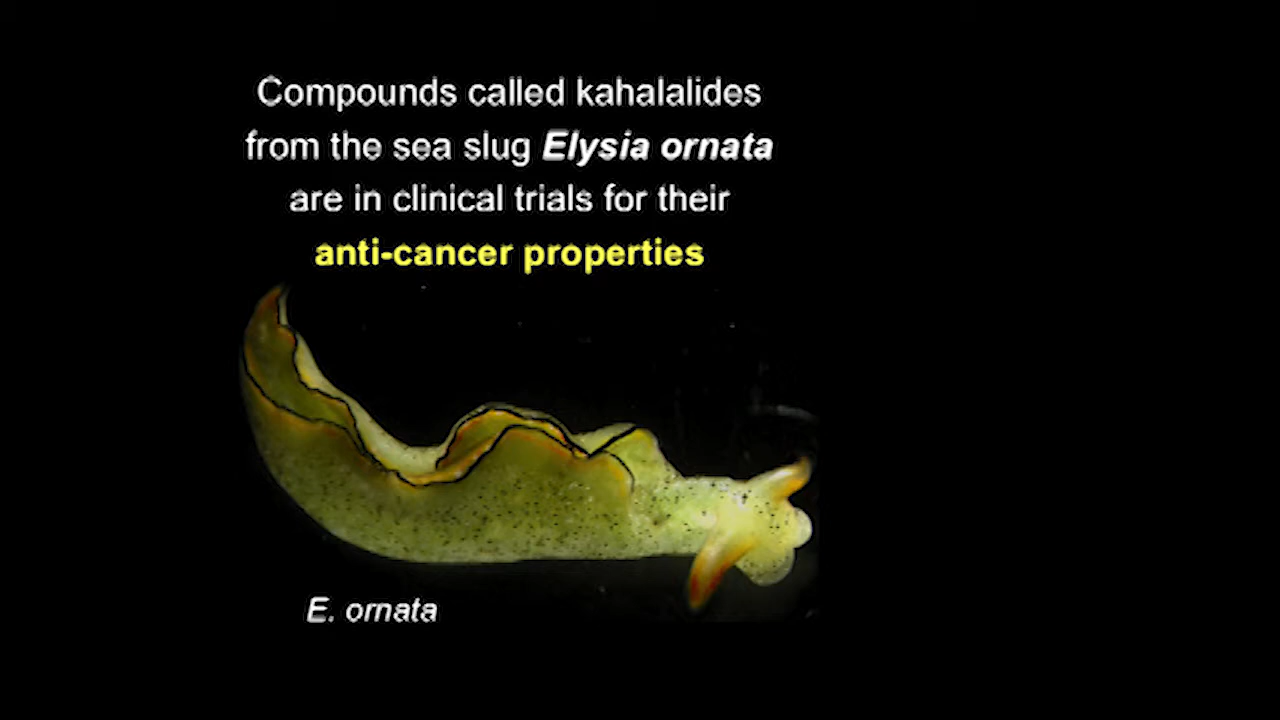 Compounds called kahalalides
from the sea slug Elysia ornata
are in clinical trials for their
anti-cancer properties
E. ornata